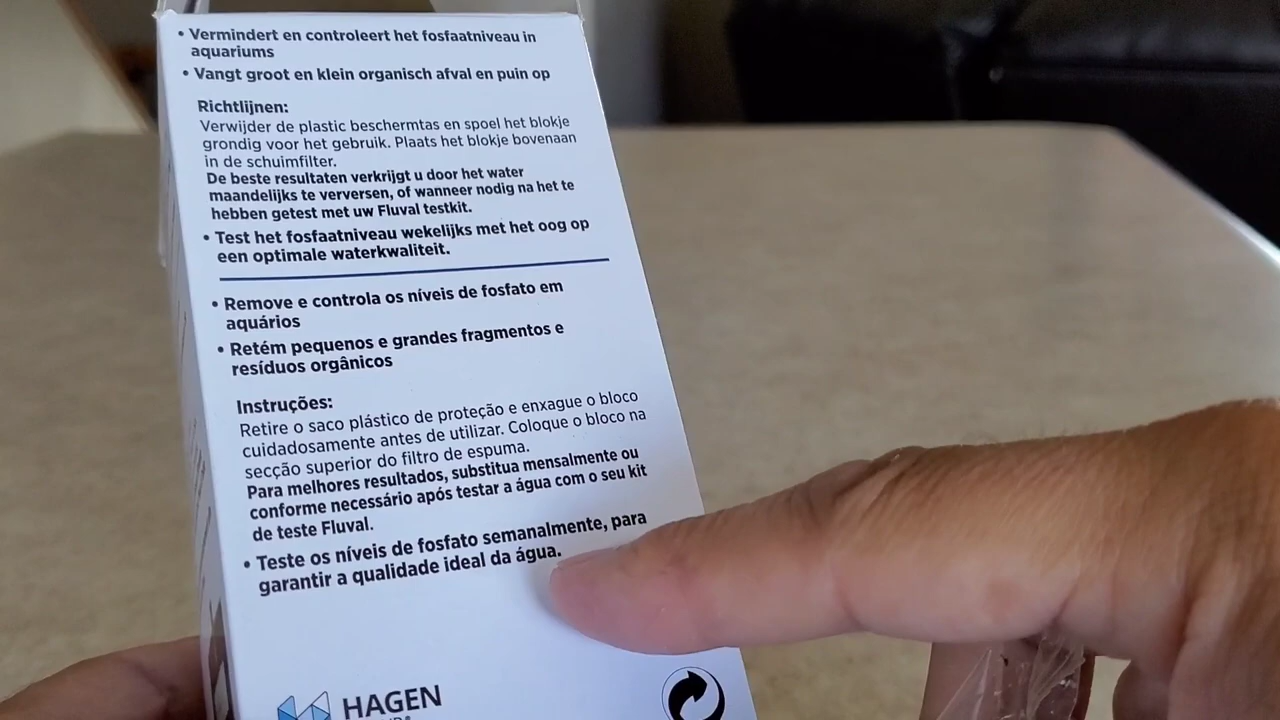 • Vermindert en controleert het fosfaatniveau in
aquariums
• Vangt groot en klein organisch afval en puin op
Richtlijnen:
Verwijder de plastic beschermtas en spoel het blokje
grondig voor het gebruik. Plaats het blokje bovenaan
in de schuimfilter.
De beste resultaten verkrijgt u door het water
maandelijks te verversen, of wanneer nodig na het te
hebben getest met uw Fluval testkit.
• Test het fosfaatniveau wekelijks met het oog op
een optimale waterkwaliteit.
• Remove e controla os níveis de fosfato em
aquários
• Retém pequenos e grandes fragmentos e
resíduos orgânicos
Instruções:
Retire o saco plástico de proteção e enxague o bloco
cuidadosamente antes de utilizar. Coloque o bloco na
secção superior do filtro de espuma.
Para melhores resultados, substitua mensalmente ou
conforme necessário após testar a água com o seu kit
de teste Fluval.
• Teste os níveis de fosfato semanalmente, para
garantir a qualidade ideal da água.
HAGEN